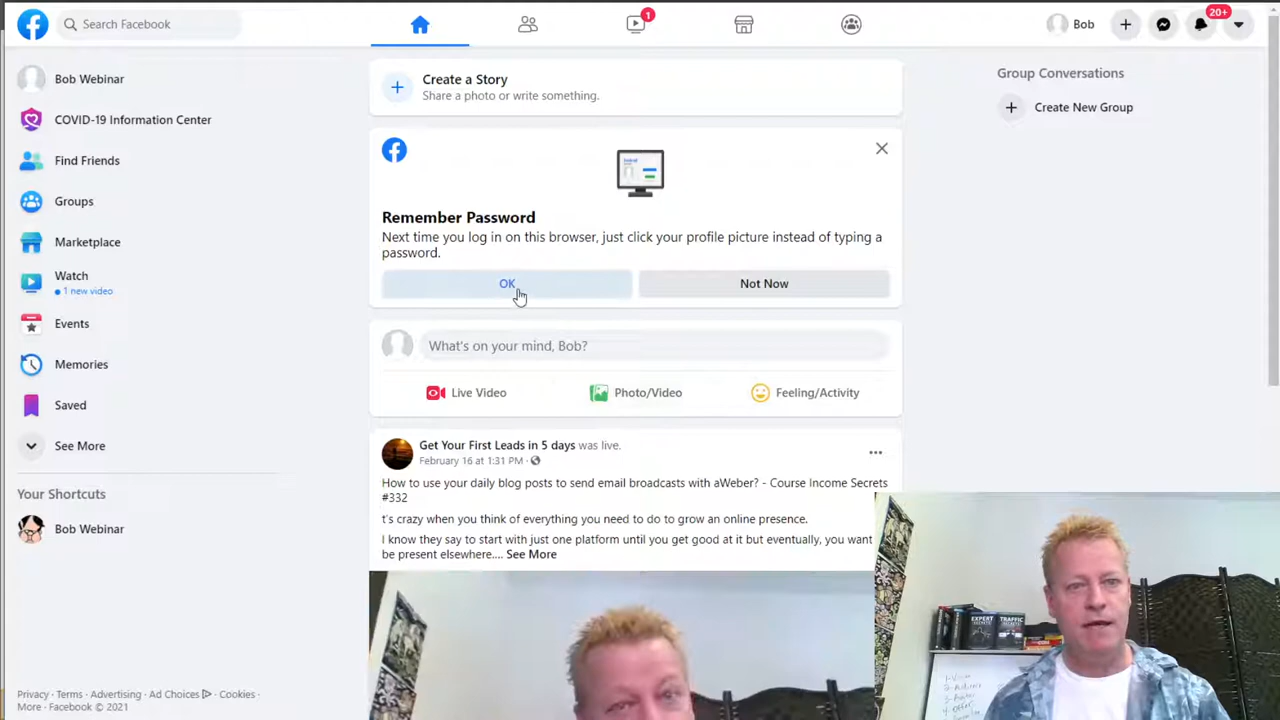 Search Facebook
1
Bob
20+
Bob Webinar
COVID-19 Information Center
Find Friends
Groups
Marketplace
Watch
1 new video
Events
Memories
Saved
See More
Your Shortcuts
Bob Webinar
Privacy · Terms · Advertising · Ad Choices · Cookies ·
More · Facebook © 2021
Create a Story
Share a photo or write something.
Remember Password
Next time you log in on this browser, just click your profile picture instead of typing a
password.
OK
Not Now
What's on your mind, Bob?
Live Video
Photo/Video
Feeling/Activity
Get Your First Leads in 5 days was live.
February 16 at 1:31 PM ·
How to use your daily blog posts to send email broadcasts with aWeber? - Course Income Secrets
#332
t's crazy when you think of everything you need to do to grow an online presence.
I know they say to start with just one platform until you get good at it but eventually, you want
be present elsewhere.... See More
Group Conversations
Create New Group
EXPERT
SECRETS
TRAFFIC
SECRETS